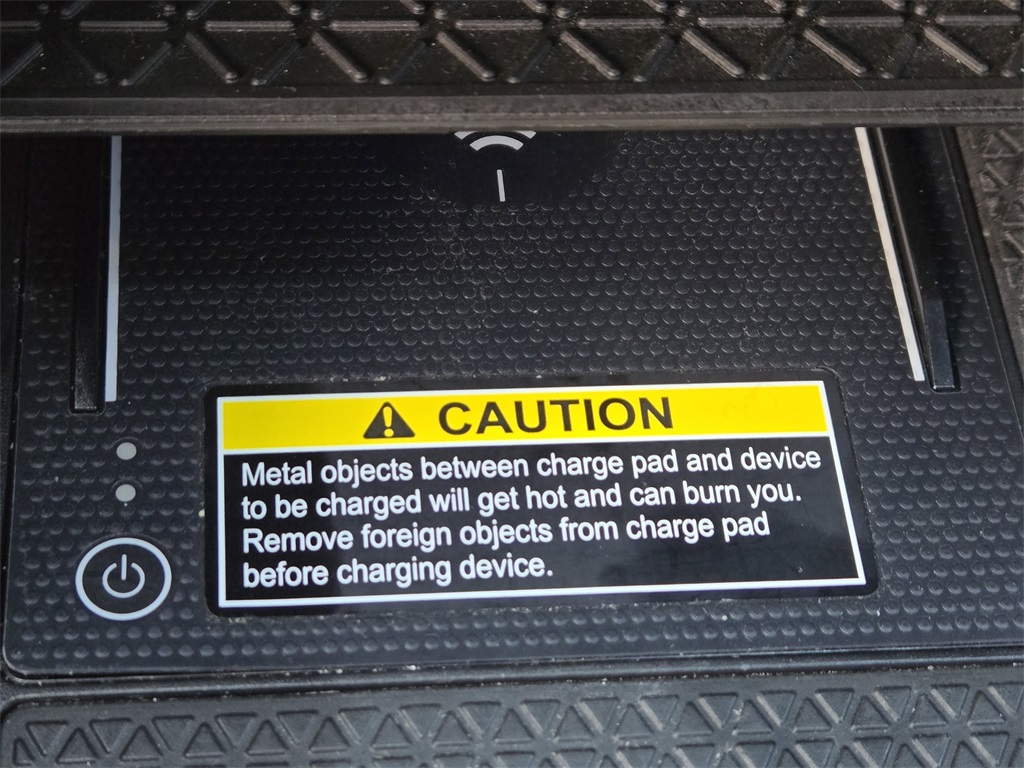 CAUTION
Metal objects between charge pad and device
to be charged will get hot and can burn you.
Remove foreign objects from charge pad
before charging device.